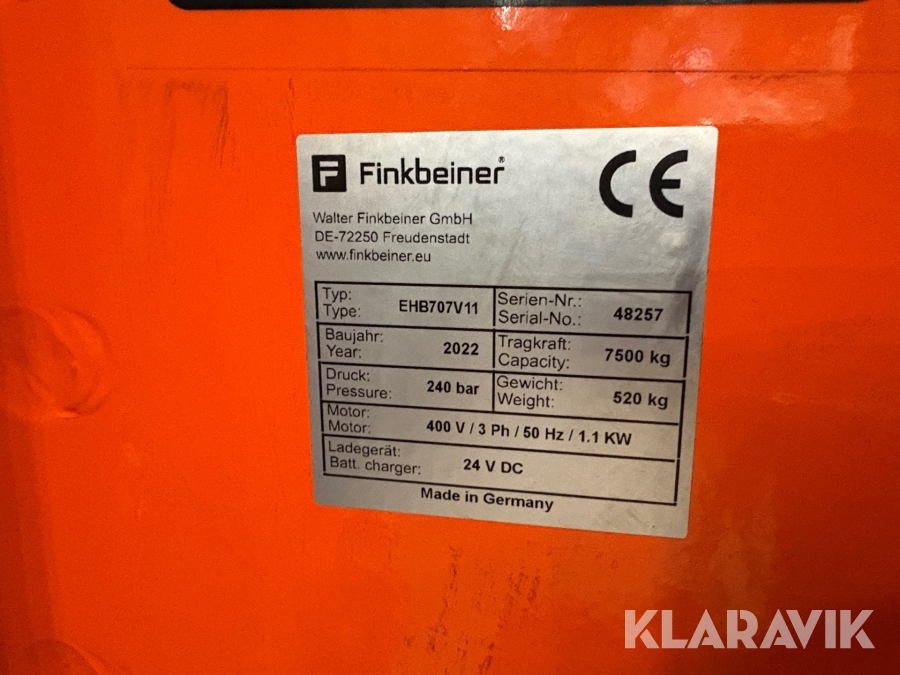 F Finkbeiner®
CE
Walter Finkbeiner GmbH
DE-72250 Freudenstadt
www.finkbeiner.eu
Typ:
Type: EHB707V11
Serien-Nr.:
Serial-No.: 48257
Baujahr:
Year: 2022
Tragkraft:
Capacity: 7500 kg
Druck:
Pressure: 240 bar
Gewicht:
Weight: 520 kg
Motor:
Motor: 400 V / 3 Ph / 50 Hz / 1.1 KW
Ladegerät:
Batt. charger: 24 V DC
Made in Germany
KLARAVIK